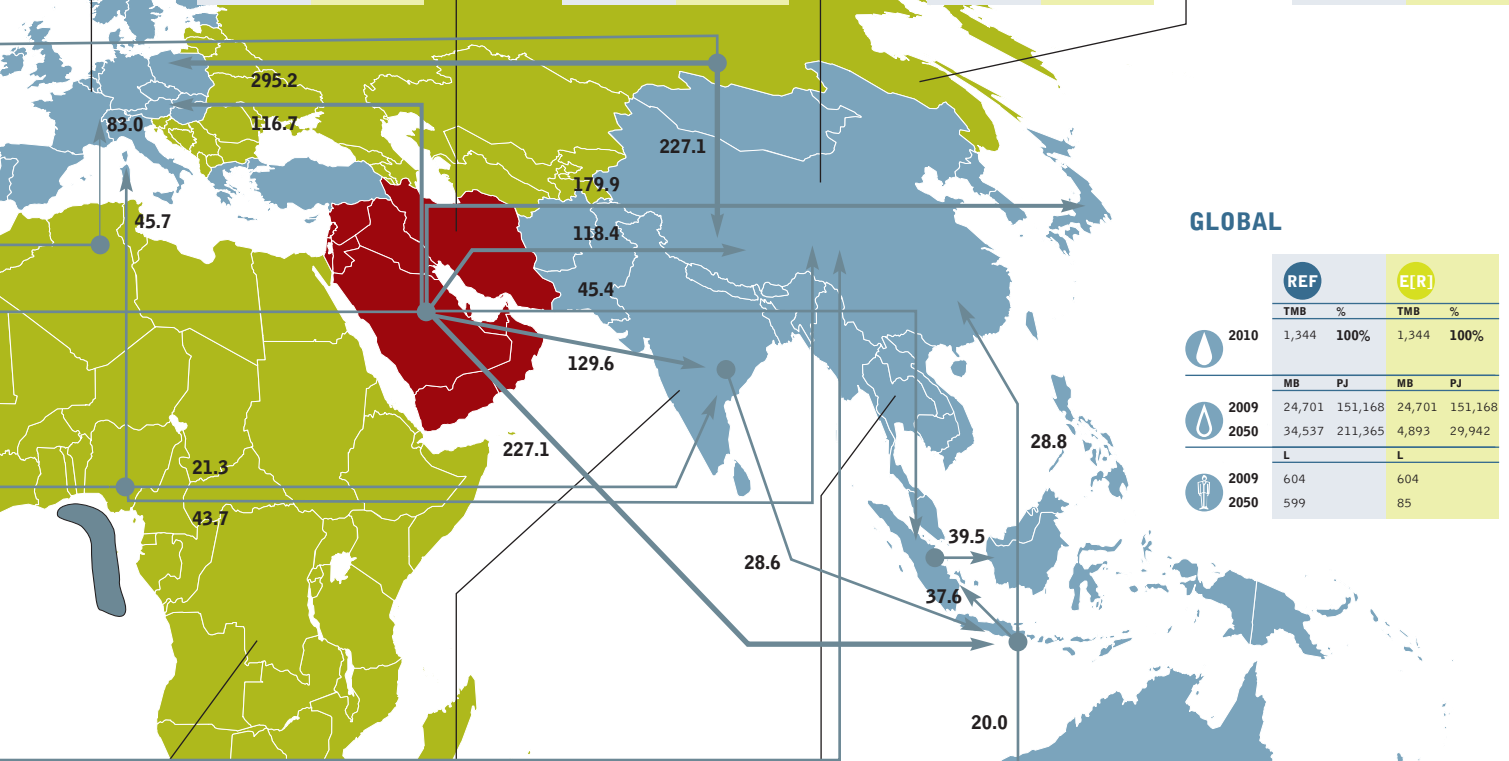 295.2
83.0
116.7
227.1
179.9
45.7
118.4
45.4
129.6
227.1
21.3
43.7
28.8
39.5
28.6
37.6
20.0
GLOBAL
REF E[R]
TMB % TMB %
2010 1,344 100% 1,344 100%
MB PJ MB PJ
2009 24,701 151,168 24,701 151,168
2050 34,537 211,365 4,893 29,942
L L
2009 604 604
2050 599 85